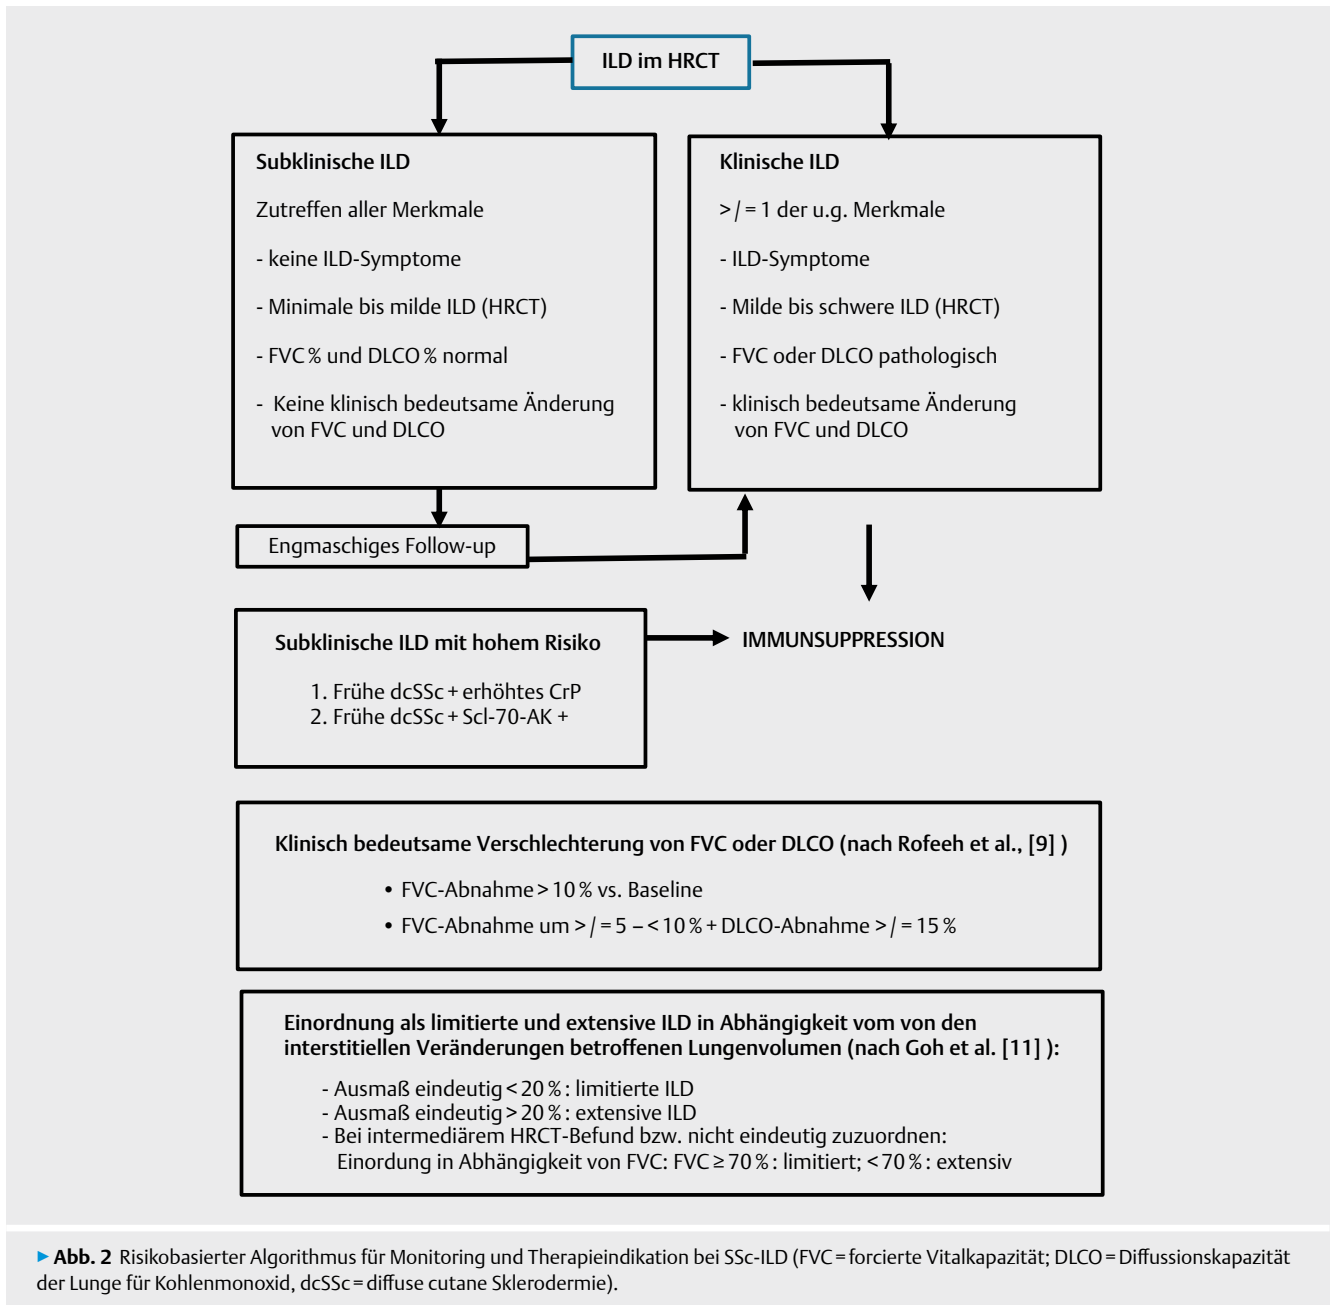 ILD im HRCT
Subklinische ILD
Zutreffen aller Merkmale
- keine ILD-Symptome
- Minimale bis milde ILD (HRCT)
- FVC % und DLCO % normal
- Keine klinisch bedeutsame Änderung
von FVC und DLCO
Klinische ILD
> / = 1 der u.g. Merkmale
- ILD-Symptome
- Milde bis schwere ILD (HRCT)
- FVC oder DLCO pathologisch
- klinisch bedeutsame Änderung
von FVC und DLCO
Engmaschiges Follow-up
Subklinische ILD mit hohem Risiko
1. Frühe dcSSc + erhöhtes CrP
2. Frühe dcSSc + Scl-70-AK +
IMMUNSUPPRESSION
Klinisch bedeutsame Verschlechterung von FVC oder DLCO (nach Rofeeh et al., [9] )
• FVC-Abnahme > 10 % vs. Baseline
• FVC-Abnahme um > / = 5 – < 10 % + DLCO-Abnahme > / = 15 %
Einordnung als limitierte und extensive ILD in Abhängigkeit vom von den
interstitiellen Veränderungen betroffenen Lungenvolumen (nach Goh et al. [11] ):
- Ausmaß eindeutig < 20 % : limitierte ILD
- Ausmaß eindeutig > 20 % : extensive ILD
- Bei intermediärem HRCT-Befund bzw. nicht eindeutig zuzuordnen:
Einordung in Abhängigkeit von FVC: FVC ≥ 70 % : limitiert; < 70 % : extensiv
► Abb. 2 Risikobasierter Algorithmus für Monitoring und Therapieindikation bei SSc-ILD (FVC = forcierte Vitalkapazität; DLCO = Diffusionskapazität
der Lunge für Kohlenmonoxid, dcSSc = diffuse cutane Sklerodermie).